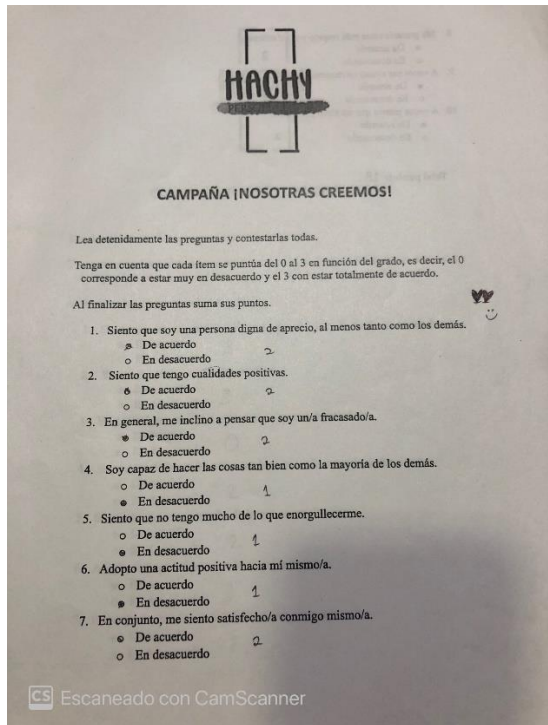 HACHY
CAMPAÑA ¡NOSOTRAS CREEMOS!
Lea detenidamente las preguntas y contestarlas todas.
Tenga en cuenta que cada ítem se puntúa del 0 al 3 en función del grado, es decir, el 0
corresponde a estar muy en desacuerdo y el 3 con estar totalmente de acuerdo.
Al finalizar las preguntas suma sus puntos.
1. Siento que soy una persona digna de aprecio, al menos tanto como los demás.
De acuerdo 2
En desacuerdo
2. Siento que tengo cualidades positivas.
De acuerdo 2
En desacuerdo
3. En general, me inclino a pensar que soy un/a fracasado/a.
De acuerdo 2
En desacuerdo
4. Soy capaz de hacer las cosas tan bien como la mayoría de los demás.
De acuerdo
En desacuerdo 1
5. Siento que no tengo mucho de lo que enorgullecerme.
De acuerdo
En desacuerdo 1
6. Adopto una actitud positiva hacia mí mismo/a.
De acuerdo
En desacuerdo 1
7. En conjunto, me siento satisfecho/a conmigo mismo/a.
De acuerdo 2
En desacuerdo
CS Escaneado con CamScanner